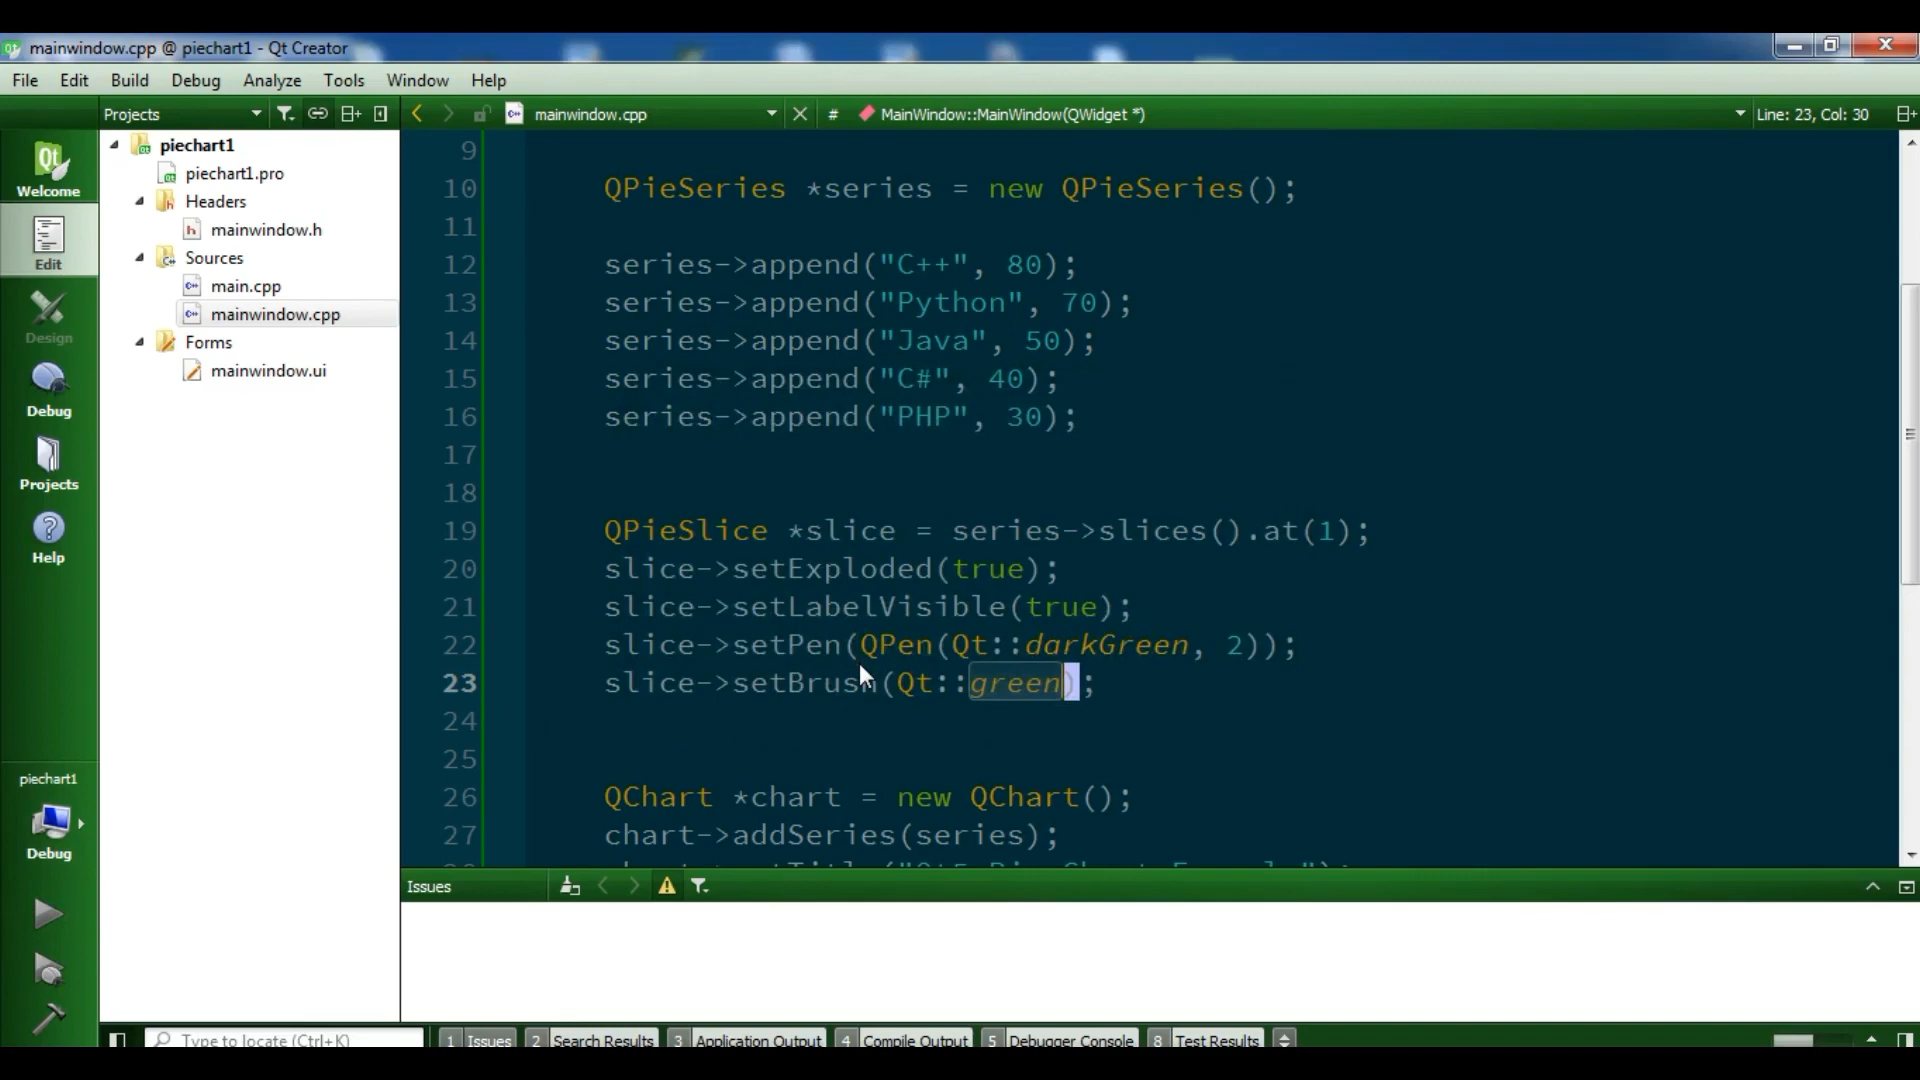 mainwindow.cpp @ piechart1 - Qt Creator
File Edit Build Debug Analyze Tools Window Help
Projects
mainwindow.cpp
#
MainWindow::MainWindow(QWidget *)
Line: 23, Col: 30
Welcome
Edit
Design
Debug
Projects
Help
piechart1
Debug
piechart1
piechart1.pro
Headers
mainwindow.h
Sources
main.cpp
mainwindow.cpp
Forms
mainwindow.ui
9
10 QPieSeries *series = new QPieSeries();
11
12 series->append("C++", 80);
13 series->append("Python", 70);
14 series->append("Java", 50);
15 series->append("C#", 40);
16 series->append("PHP", 30);
17
18
19 QPieSlice *slice = series->slices().at(1);
20 slice->setExploded(true);
21 slice->setLabelVisible(true);
22 slice->setPen(QPen(Qt::darkGreen, 2));
23 slice->setBrush(Qt::green);
24
25
26 QChart *chart = new QChart();
27 chart->addSeries(series);
Issues
Type to locate (Ctrl+K)
1 Issues 2 Search Results 3 Application Output 4 Compile Output 5 Debugger Console 8 Test Results